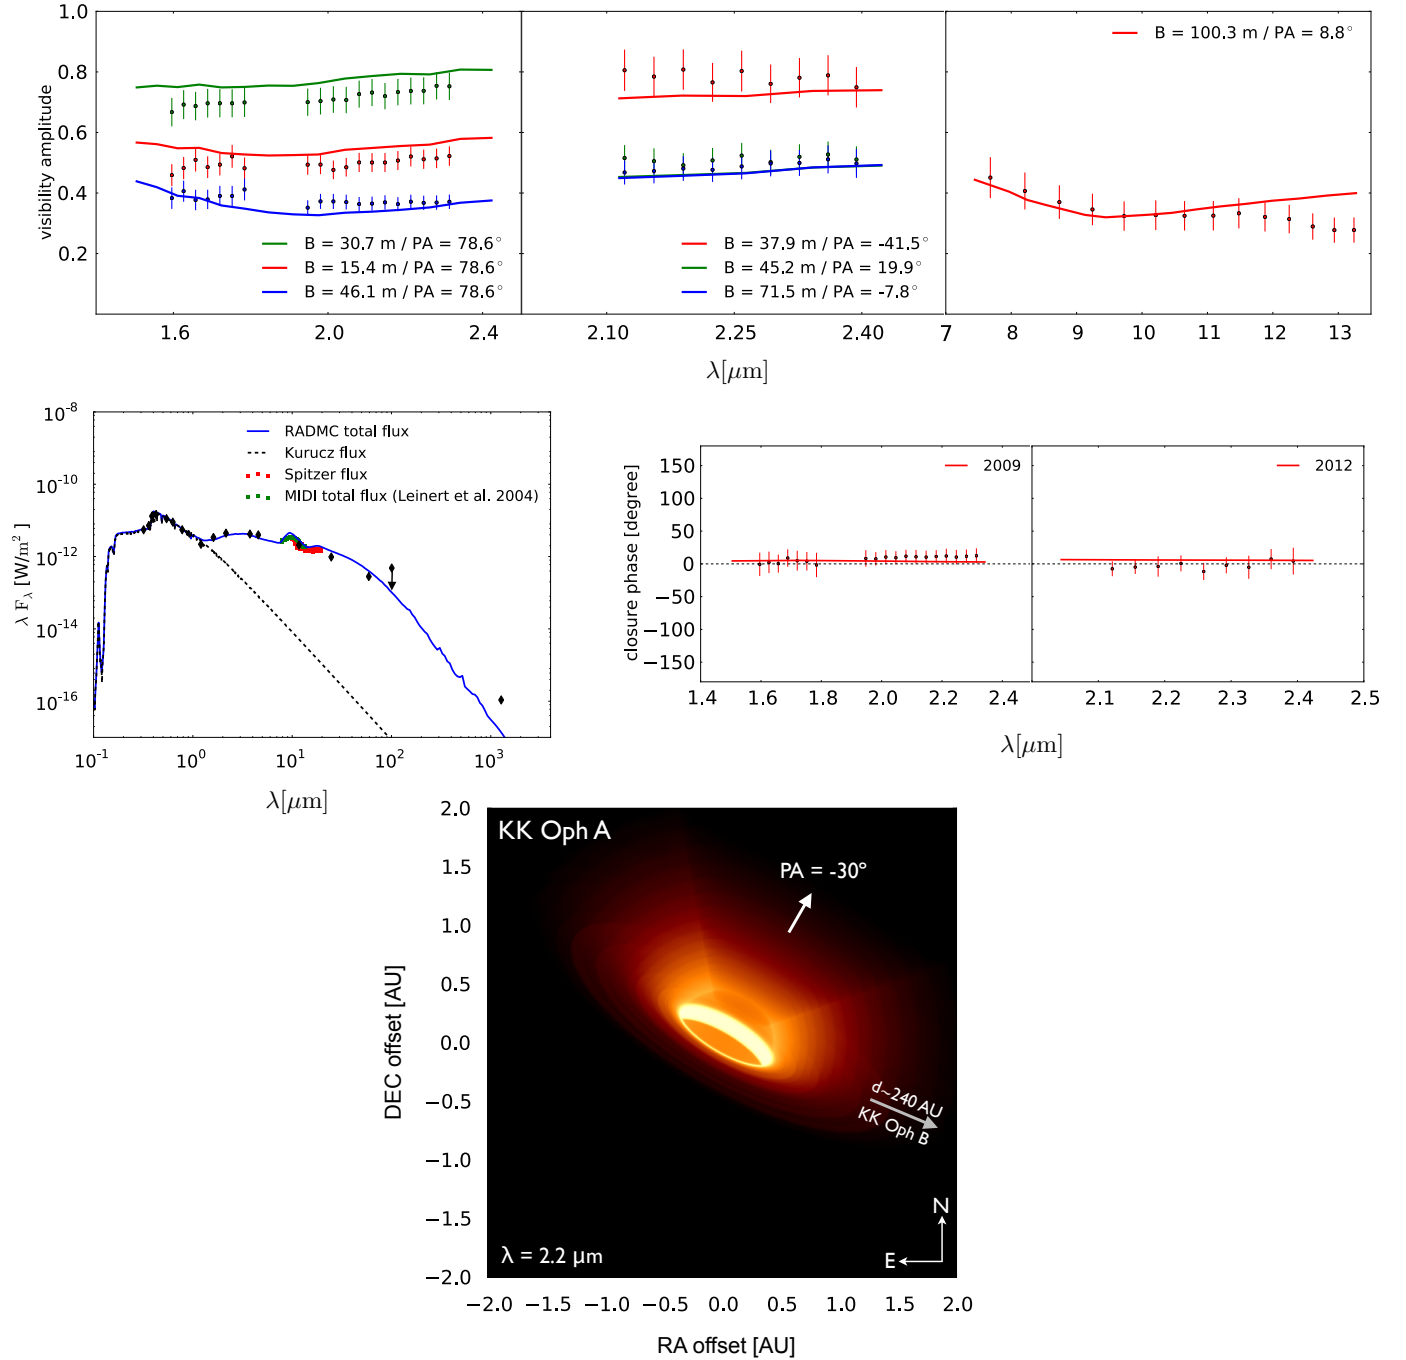 1.0
0.8
0.6
0.4
0.2
visibility amplitude
B = 30.7 m / PA = 78.6°
B = 15.4 m / PA = 78.6°
B = 46.1 m / PA = 78.6°
B = 37.9 m / PA = -41.5°
B = 45.2 m / PA = 19.9°
B = 71.5 m / PA = -7.8°
B = 100.3 m / PA = 8.8°
1.6 2.0 2.4 2.10 2.25 2.40 7 8 9 10 11 12 13
λ[μm]
10⁻⁸
10⁻¹⁰
10⁻¹²
10⁻¹⁴
10⁻¹⁶
λ F_λ [W/m² ]
RADMC total flux
Kurucz flux
Spitzer flux
MIDI total flux (Leinert et al. 2004)
10⁻¹ 10⁰ 10¹ 10² 10³
λ[μm]
150
100
50
0
−50
−100
−150
closure phase [degree]
2009
2012
1.4 1.6 1.8 2.0 2.2 2.4 2.1 2.2 2.3 2.4 2.5
λ[μm]
2.0
1.5
1.0
0.5
0.0
−0.5
−1.0
−1.5
−2.0
DEC offset [AU]
KK Oph A
PA = -30°
d~240 AU
KK Oph B
N
E
λ = 2.2 μm
−2.0 −1.5 −1.0 −0.5 0.0 0.5 1.0 1.5 2.0
RA offset [AU]